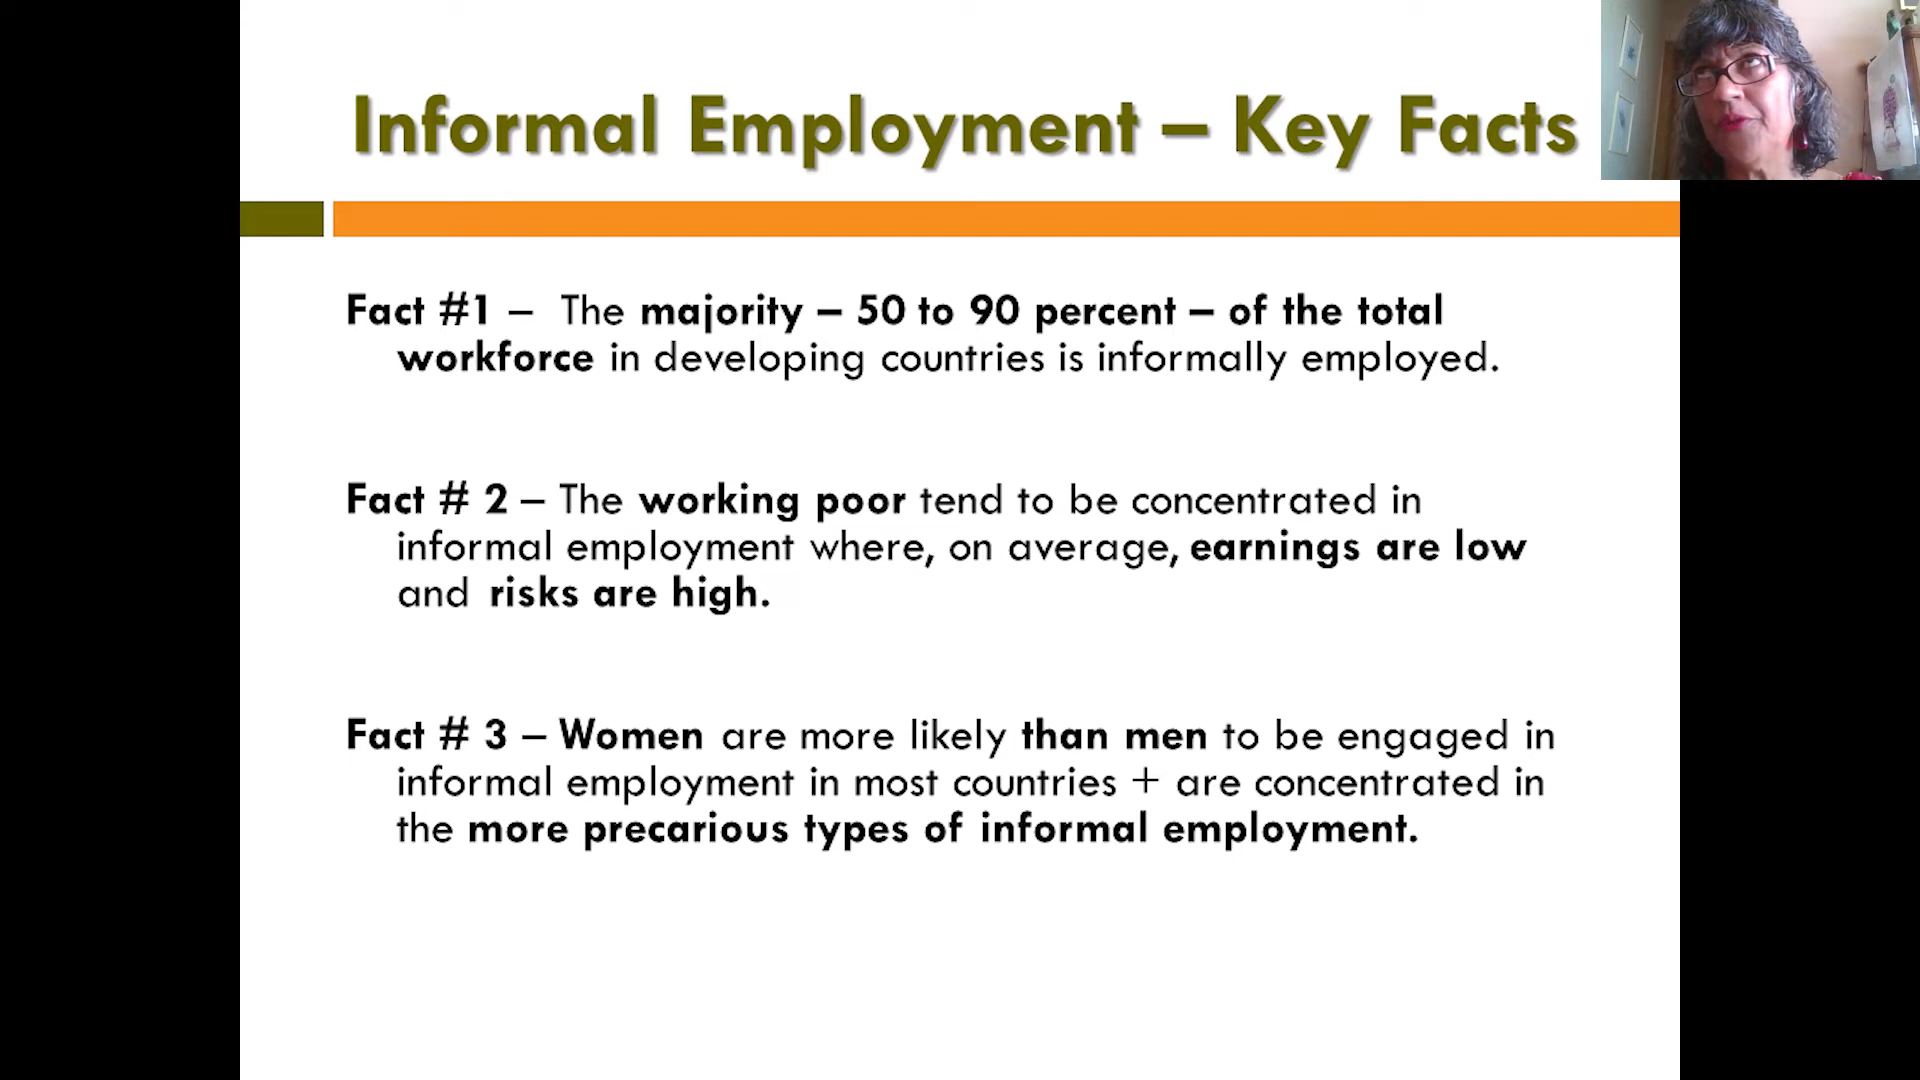 Informal Employment – Key Facts
Fact #1 – The majority – 50 to 90 percent – of the total
workforce in developing countries is informally employed.
Fact # 2 – The working poor tend to be concentrated in
informal employment where, on average, earnings are low
and risks are high.
Fact # 3 – Women are more likely than men to be engaged in
informal employment in most countries + are concentrated in
the more precarious types of informal employment.